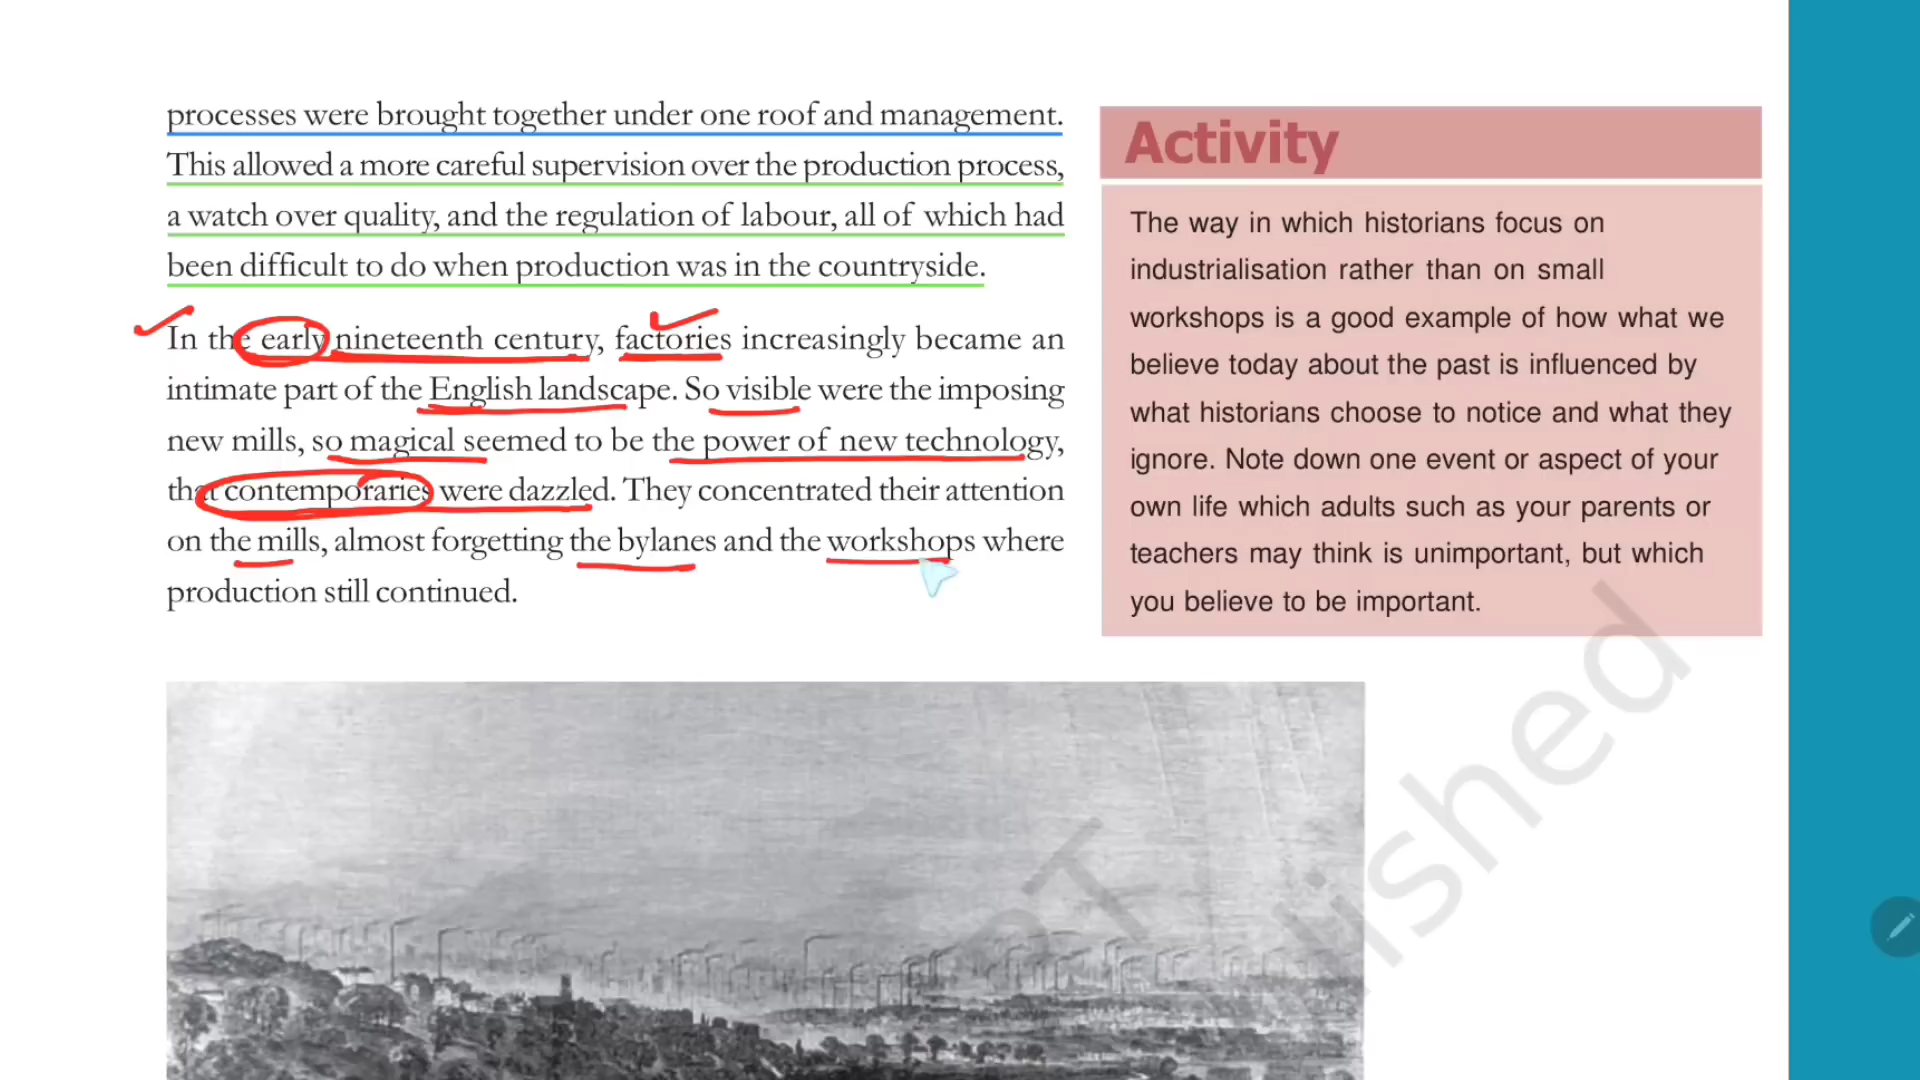 processes were brought together under one roof and management.
This allowed a more careful supervision over the production process,
a watch over quality, and the regulation of labour, all of which had
been difficult to do when production was in the countryside.
In the early nineteenth century, factories increasingly became an
intimate part of the English landscape. So visible were the imposing
new mills, so magical seemed to be the power of new technology,
that contemporaries were dazzled. They concentrated their attention
on the mills, almost forgetting the bylanes and the workshops where
production still continued.
Activity
The way in which historians focus on
industrialisation rather than on small
workshops is a good example of how what we
believe today about the past is influenced by
what historians choose to notice and what they
ignore. Note down one event or aspect of your
own life which adults such as your parents or
teachers may think is unimportant, but which
you believe to be important.